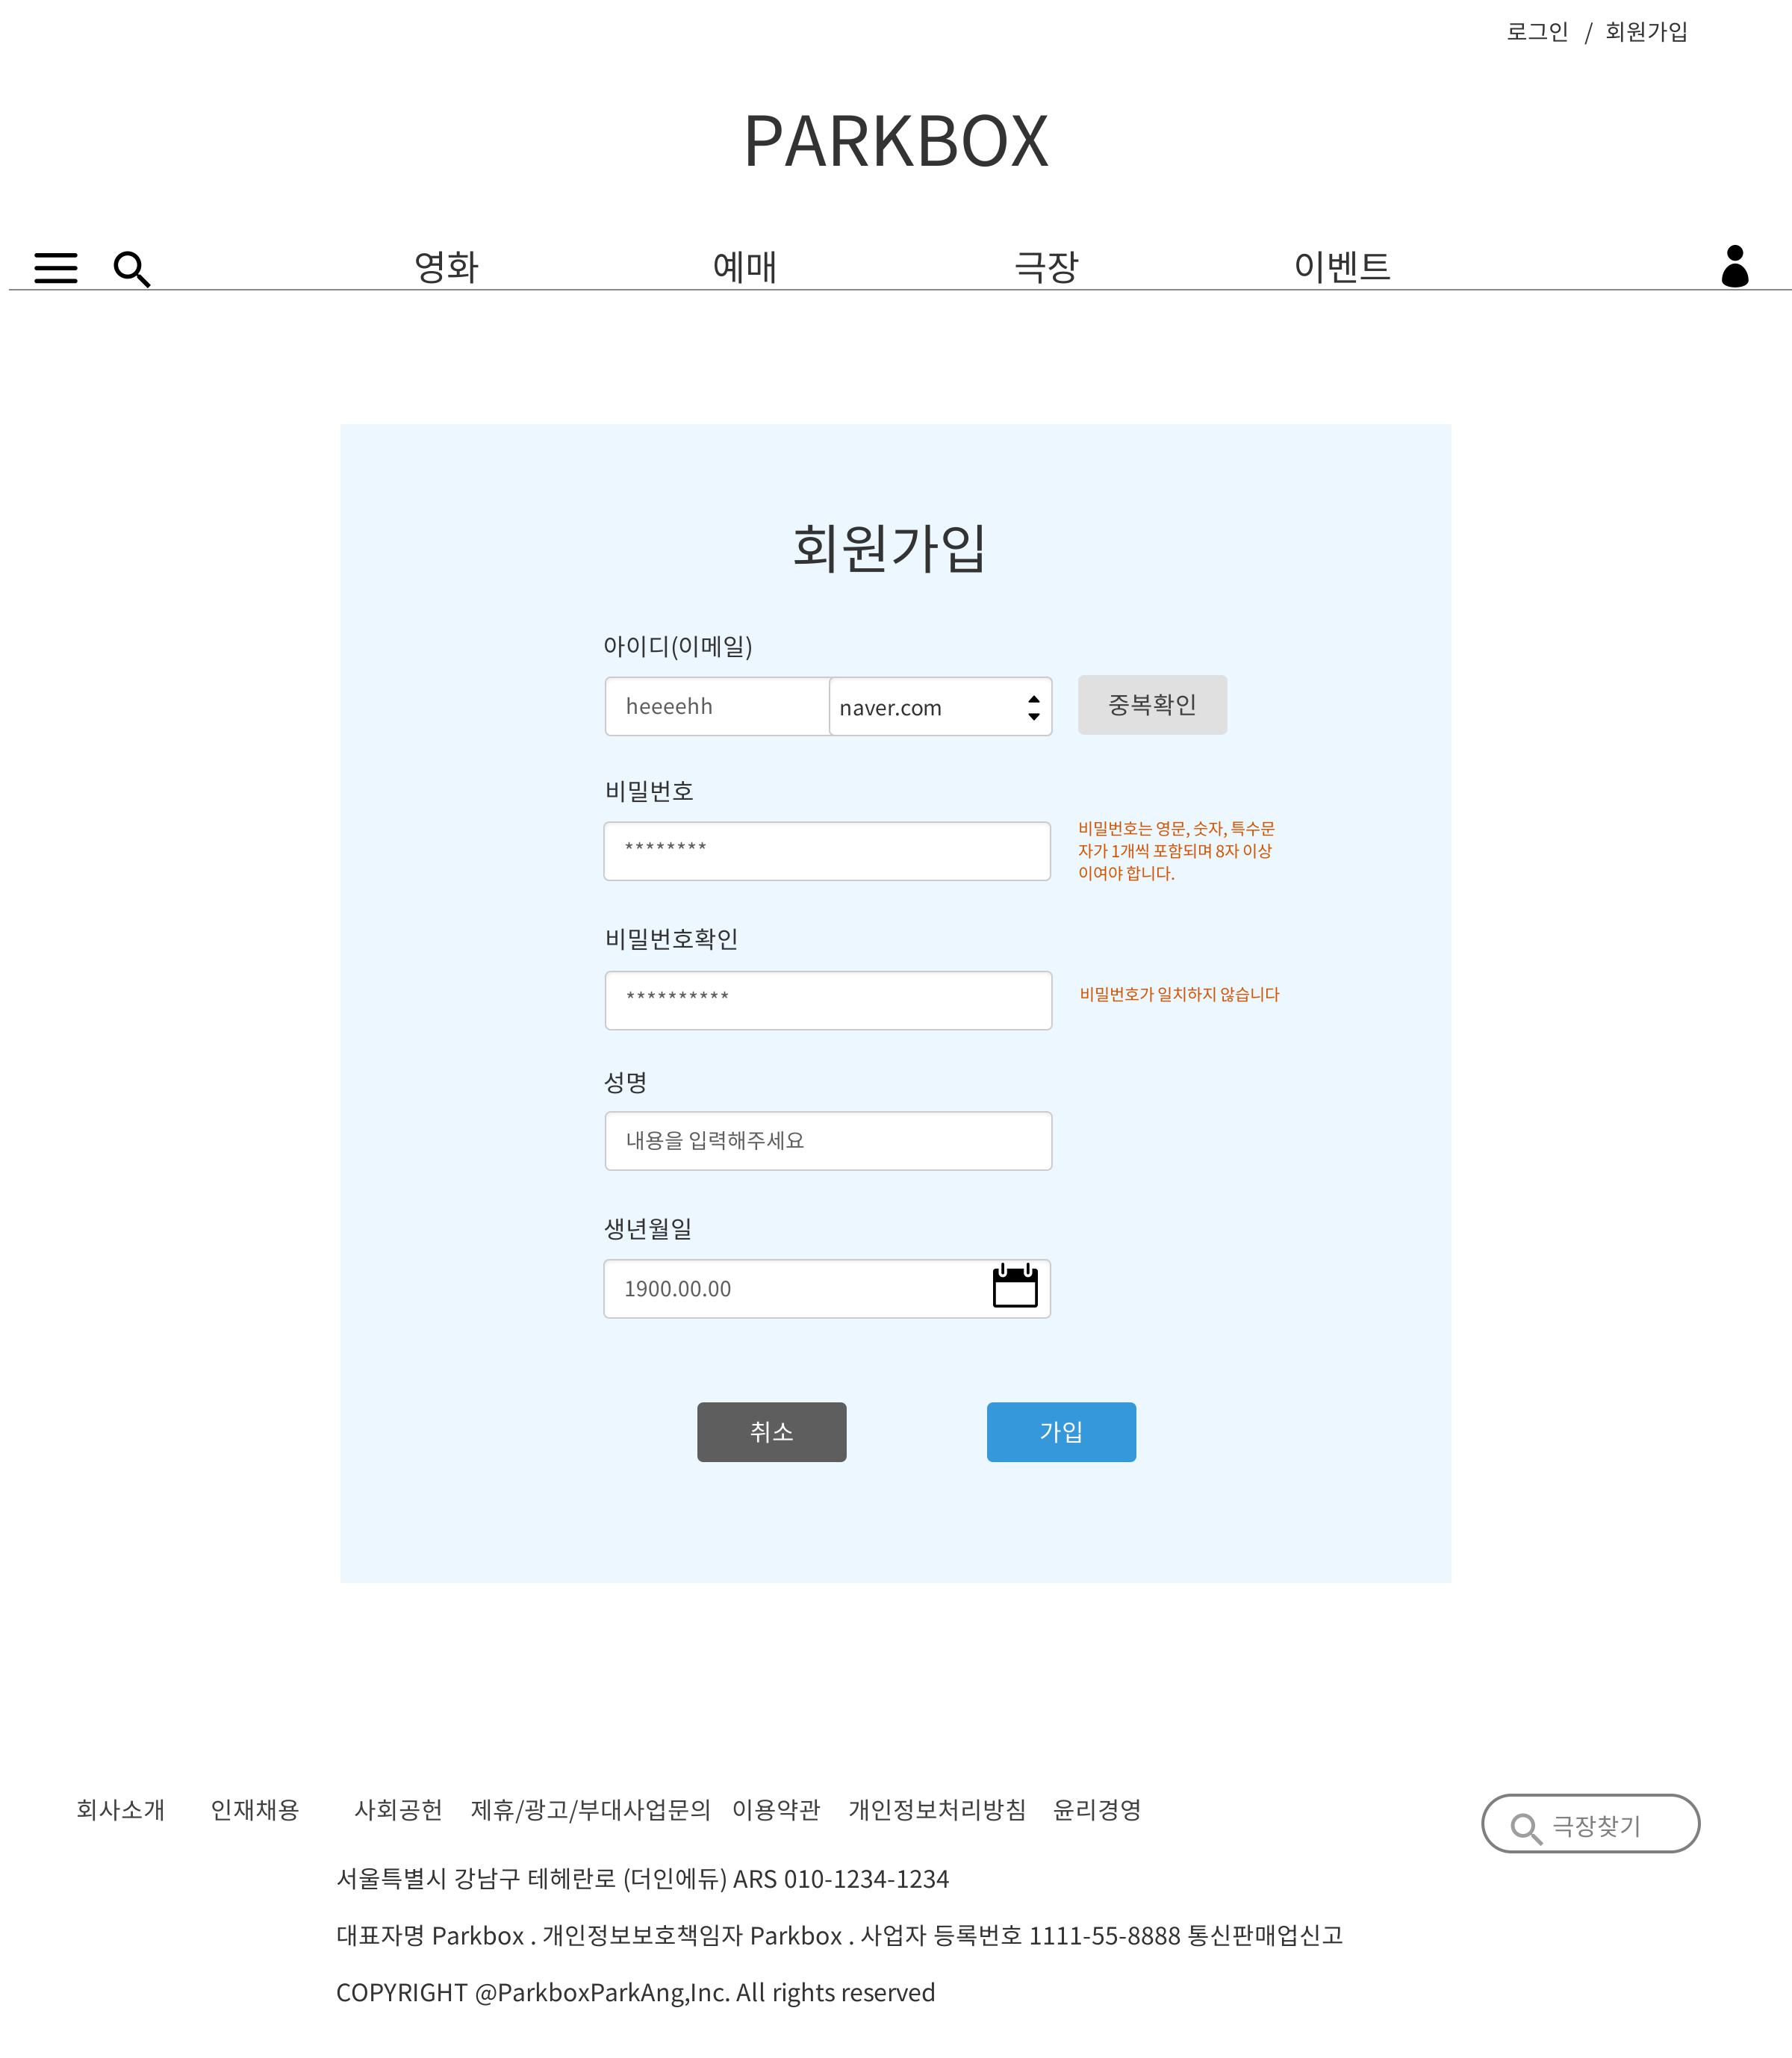 로그인 / 회원가입
PARKBOX
영화 예매 극장 이벤트
회원가입
아이디(이메일)
heeeehh naver.com 중복확인
비밀번호
********
비밀번호는 영문, 숫자, 특수문
자가 1개씩 포함되며 8자 이상
이여야 합니다.
비밀번호확인
********** 비밀번호가 일치하지 않습니다
성명
내용을 입력해주세요
생년월일
1900.00.00
취소 가입
회사소개 인재채용 사회공헌 제휴/광고/부대사업문의 이용약관 개인정보처리방침 윤리경영
극장찾기
서울특별시 강남구 테헤란로 (더인에듀) ARS 010-1234-1234
대표자명 Parkbox . 개인정보보호책임자 Parkbox . 사업자 등록번호 1111-55-8888 통신판매업신고
COPYRIGHT @ParkboxParkAng,Inc. All rights reserved